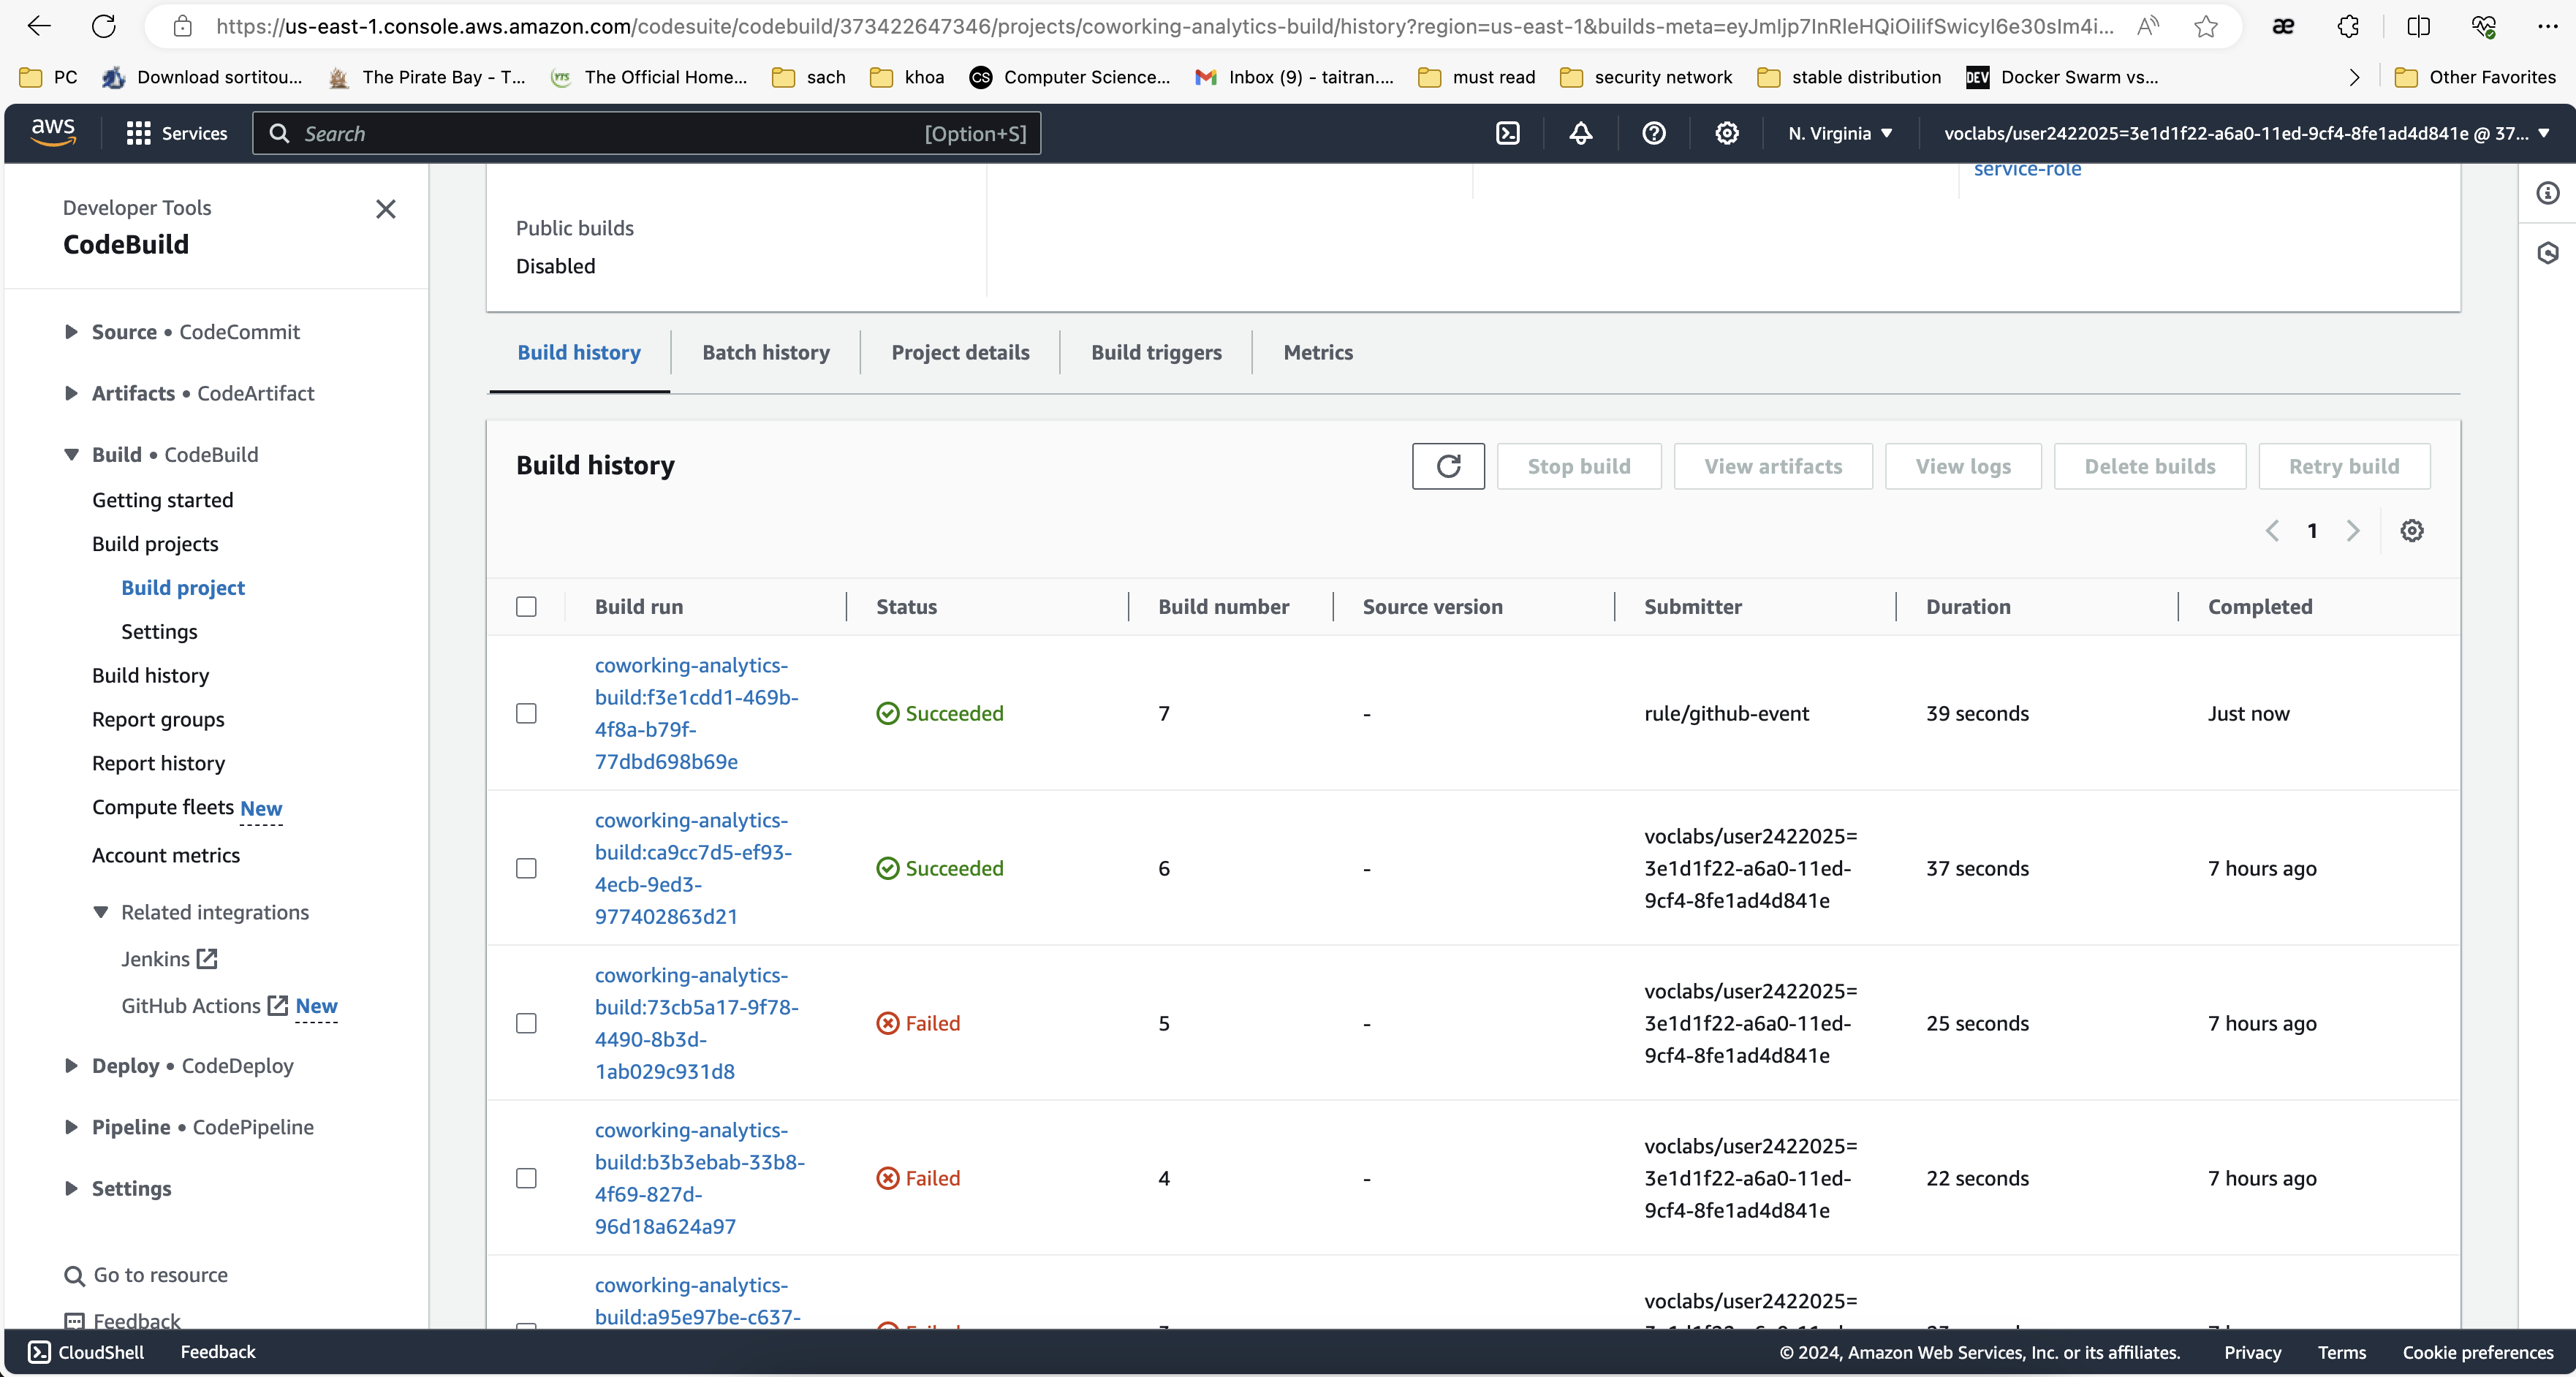 https://us-east-1.console.aws.amazon.com/codesuite/codebuild/373422647346/projects/coworking-analytics-build/history?region=us-east-1&builds-meta=
PC Download sortitou... The Pirate Bay - T... YTS The Official Home... sach khoa CS Computer Science... Inbox (9) - taitran.... must read security network stable distribution DEV Docker Swarm vs... Other Favorites
aws Services Search [Option+S] N. Virginia voclabs/user2422025=3e1d1f22-a6a0-11ed-9cf4-8fe1ad4d841e @ 37...
Developer Tools
CodeBuild
Source • CodeCommit
Artifacts • CodeArtifact
Build • CodeBuild
Getting started
Build projects
Build project
Settings
Build history
Report groups
Report history
Compute fleets New
Account metrics
Related integrations
Jenkins
GitHub Actions New
Deploy • CodeDeploy
Pipeline • CodePipeline
Settings
Go to resource
Feedback
service-role
Public builds
Disabled
Build history Batch history Project details Build triggers Metrics
Build history
Stop build View artifacts View logs Delete builds Retry build
1
Build run Status Build number Source version Submitter Duration Completed
coworking-analytics-
build:f3e1cdd1-469b-
4f8a-b79f-
77dbd698b69e
Succeeded 7 - rule/github-event 39 seconds Just now
coworking-analytics-
build:ca9cc7d5-ef93-
4ecb-9ed3-
977402863d21
Succeeded 6 -
voclabs/user2422025=
3e1d1f22-a6a0-11ed-
9cf4-8fe1ad4d841e
37 seconds 7 hours ago
coworking-analytics-
build:73cb5a17-9f78-
4490-8b3d-
1ab029c931d8
Failed 5 -
voclabs/user2422025=
3e1d1f22-a6a0-11ed-
9cf4-8fe1ad4d841e
25 seconds 7 hours ago
coworking-analytics-
build:b3b3ebab-33b8-
4f69-827d-
96d18a624a97
Failed 4 -
voclabs/user2422025=
3e1d1f22-a6a0-11ed-
9cf4-8fe1ad4d841e
22 seconds 7 hours ago
coworking-analytics-
build:a95e97be-c637-
voclabs/user2422025=
CloudShell Feedback © 2024, Amazon Web Services, Inc. or its affiliates. Privacy Terms Cookie preferences